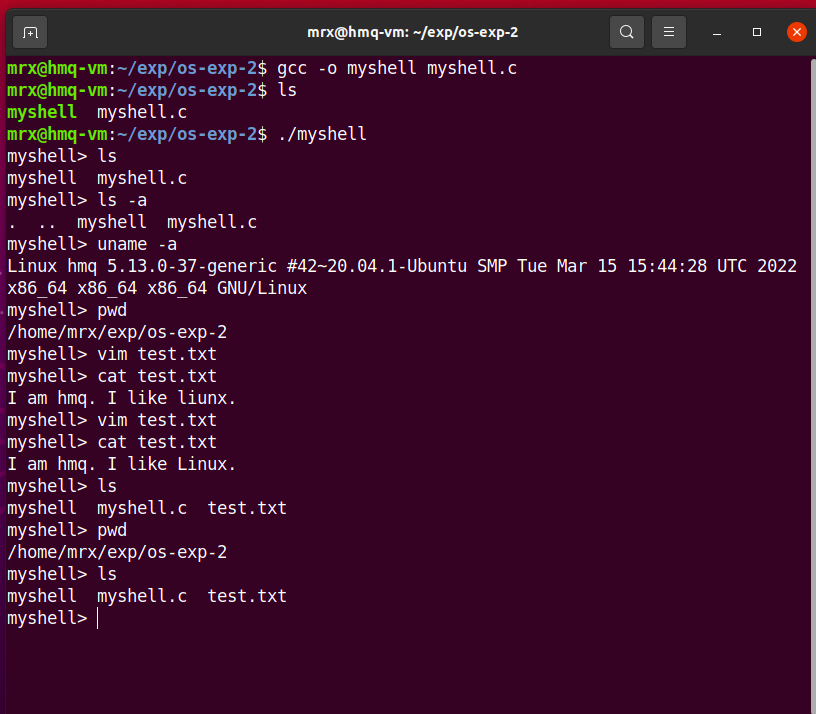 mrx@hmq-vm: ~/exp/os-exp-2
mrx@hmq-vm:~/exp/os-exp-2$ gcc -o myshell myshell.c
mrx@hmq-vm:~/exp/os-exp-2$ ls
myshell  myshell.c
mrx@hmq-vm:~/exp/os-exp-2$ ./myshell
myshell> ls
myshell  myshell.c
myshell> ls -a
.  ..  myshell  myshell.c
myshell> uname -a
Linux hmq 5.13.0-37-generic #42~20.04.1-Ubuntu SMP Tue Mar 15 15:44:28 UTC 2022
x86_64 x86_64 x86_64 GNU/Linux
myshell> pwd
/home/mrx/exp/os-exp-2
myshell> vim test.txt
myshell> cat test.txt
I am hmq. I like liunx.
myshell> vim test.txt
myshell> cat test.txt
I am hmq. I like Linux.
myshell> ls
myshell  myshell.c  test.txt
myshell> pwd
/home/mrx/exp/os-exp-2
myshell> ls
myshell  myshell.c  test.txt
myshell>